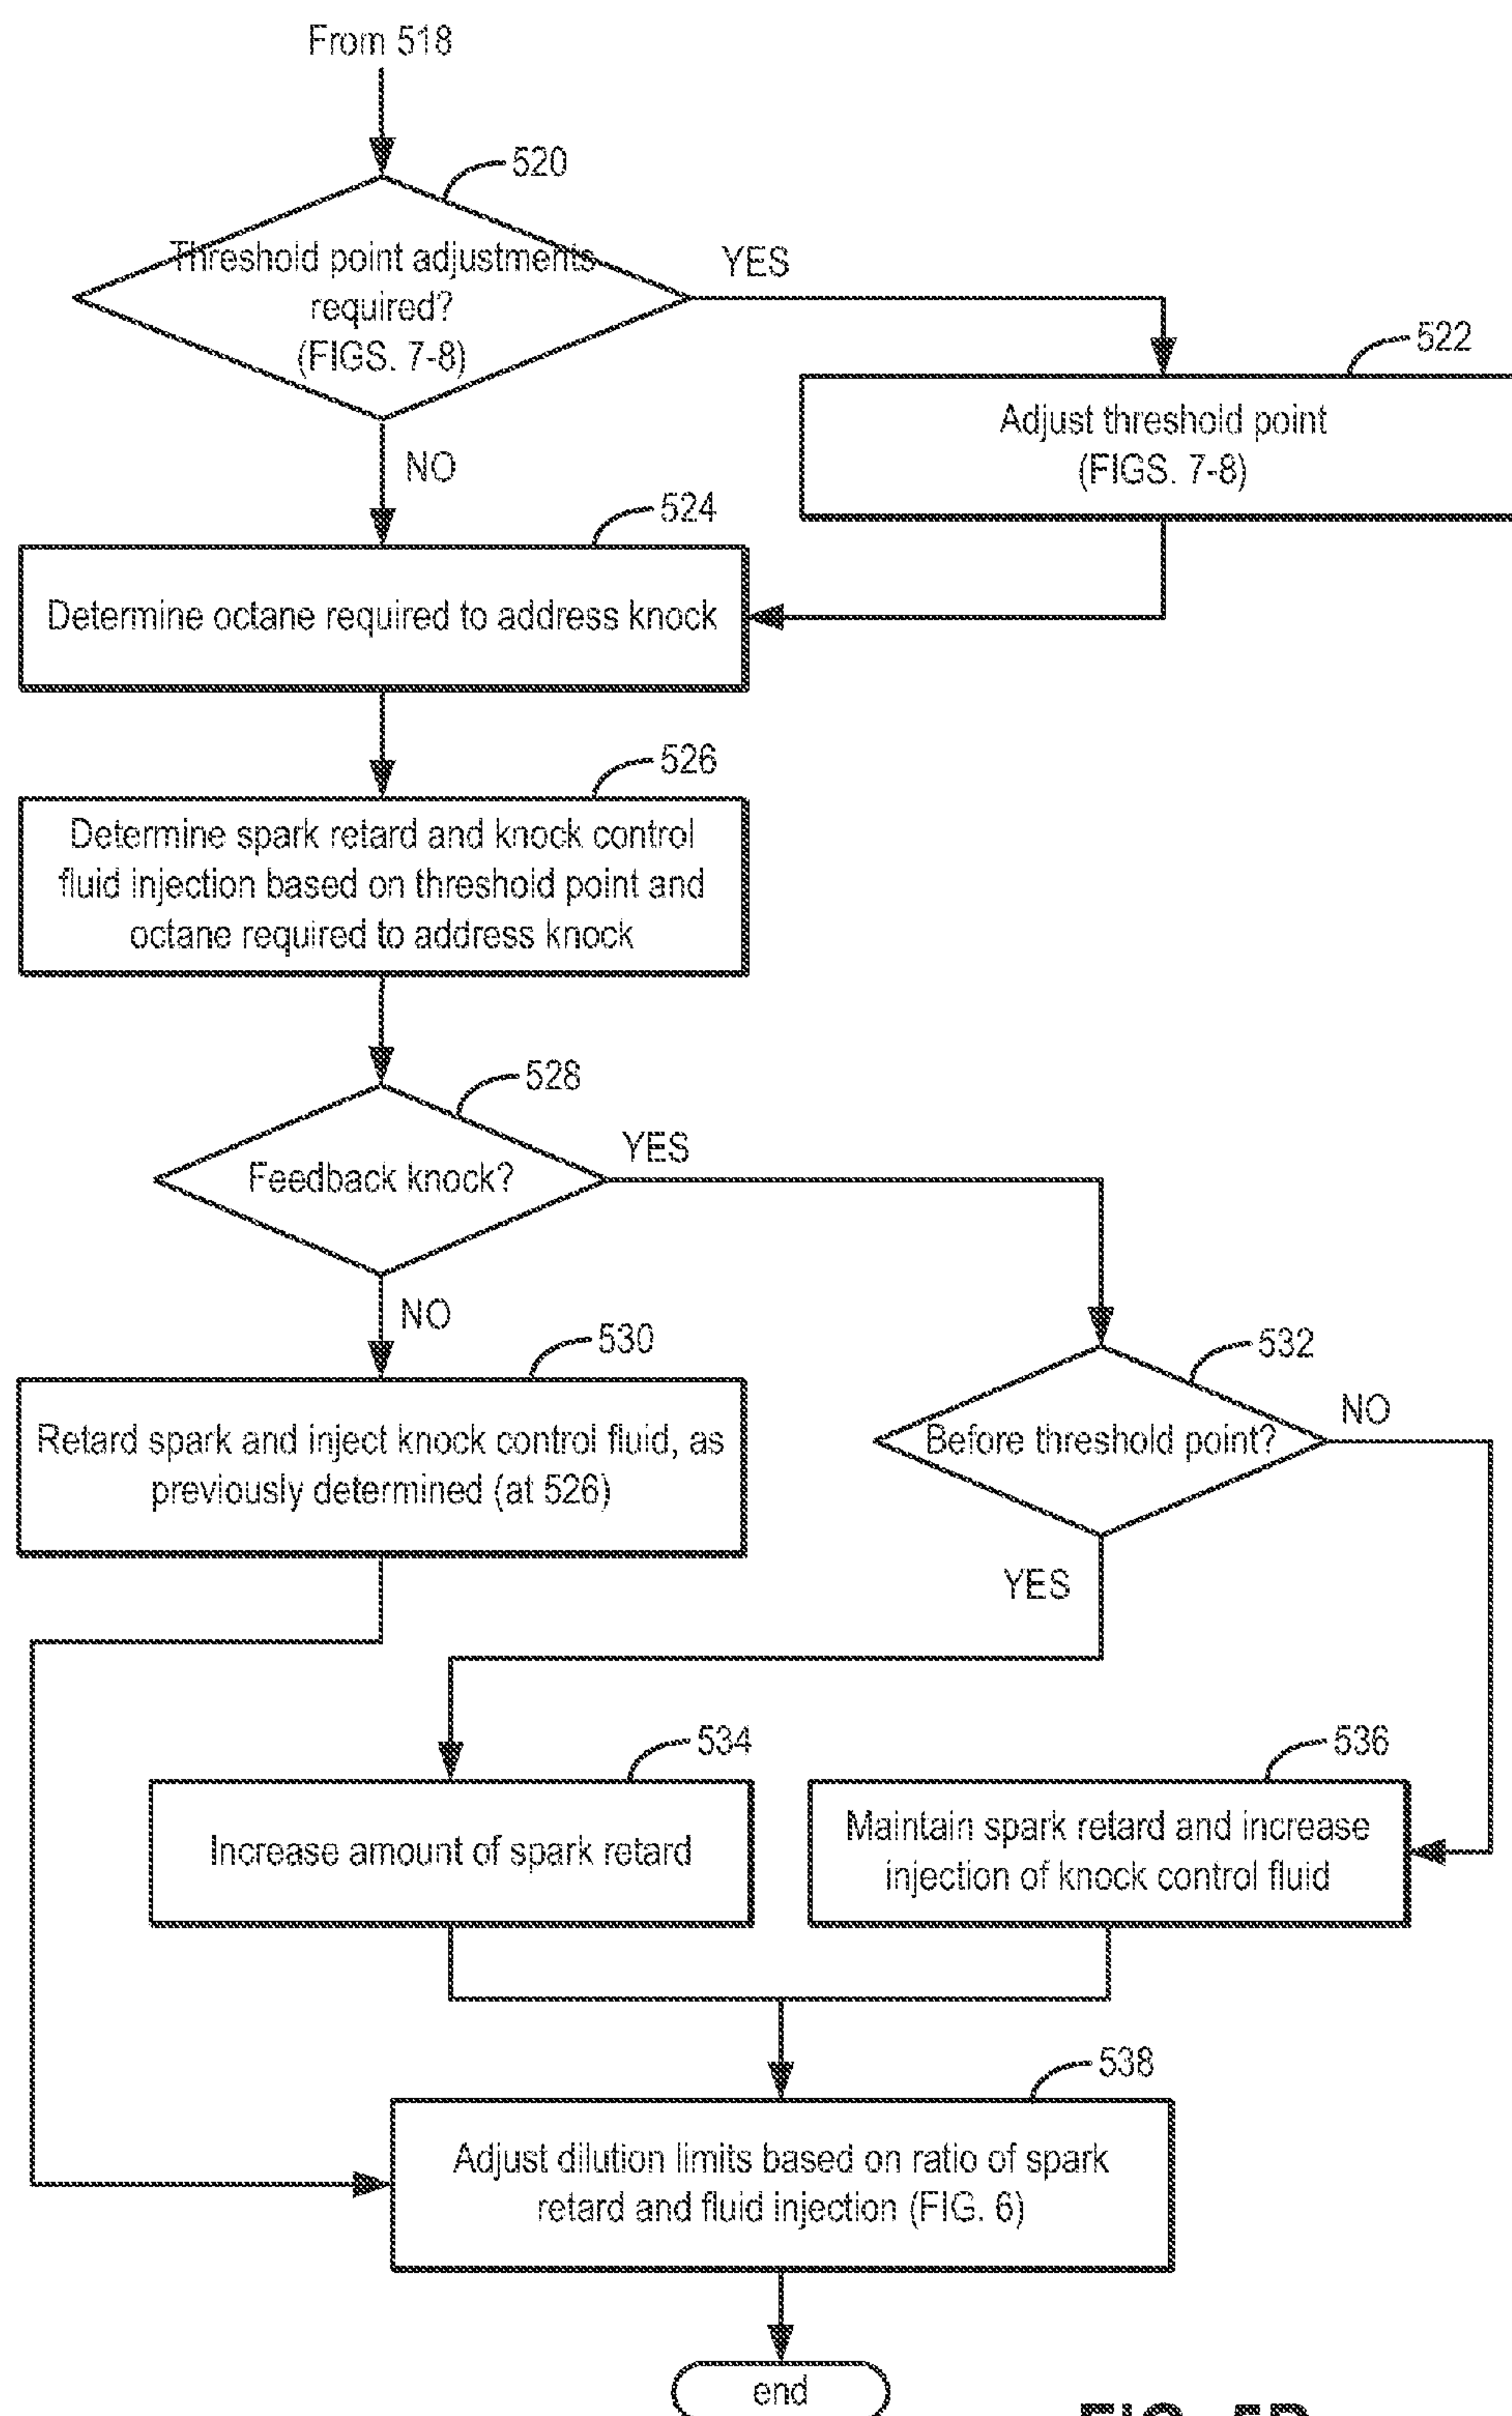 From 518
520
Threshold point adjustments
required?
(FIGS. 7-8)
YES
522
Adjust threshold point
(FIGS. 7-8)
NO
524
Determine octane required to address knock
526
Determine spark retard and knock control
fluid injection based on threshold point and
octane required to address knock
528
Feedback knock?
YES
NO
530
Retard spark and inject knock control fluid, as
previously determined (at 526)
532
Before threshold point?
NO
YES
534
Increase amount of spark retard
536
Maintain spark retard and increase
injection of knock control fluid
538
Adjust dilution limits based on ratio of spark
retard and fluid injection (FIG. 6)
end